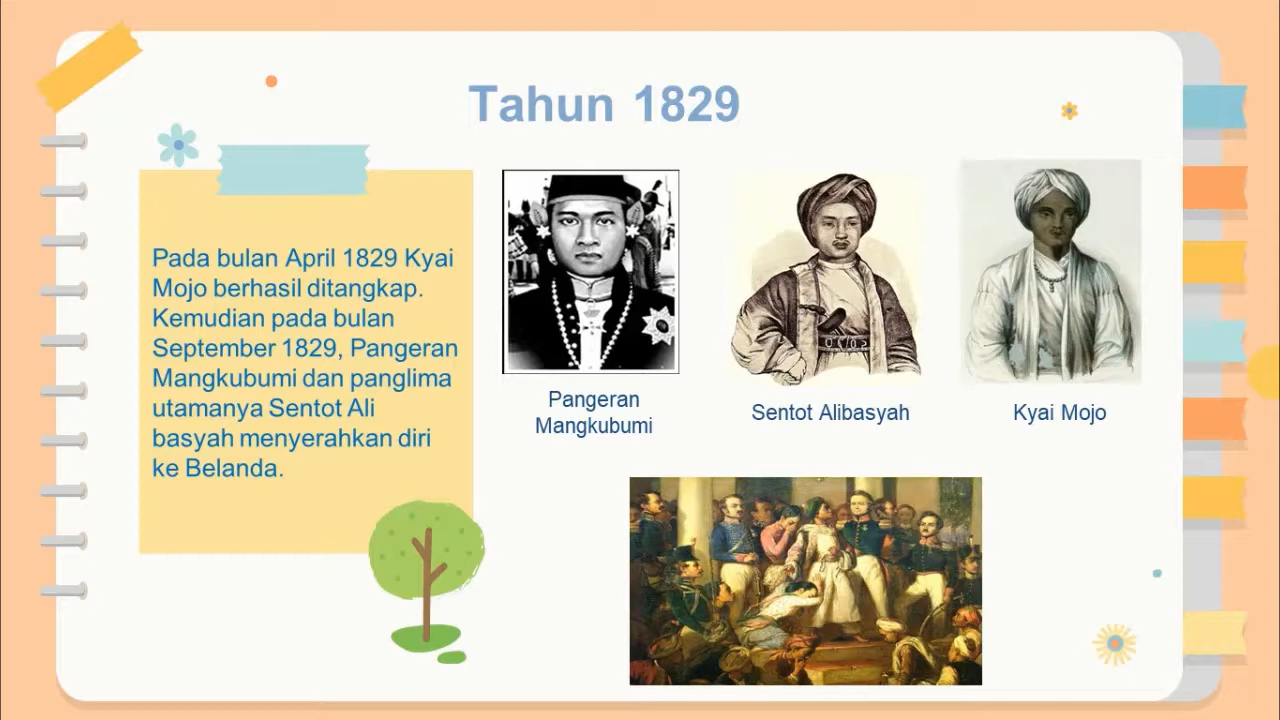 Tahun 1829
Pada bulan April 1829 Kyai
Mojo berhasil ditangkap.
Kemudian pada bulan
September 1829, Pangeran
Mangkubumi dan panglima
utamanya Sentot Ali
basyah menyerahkan diri
ke Belanda.
Pangeran
Mangkubumi
Sentot Alibasyah
Kyai Mojo